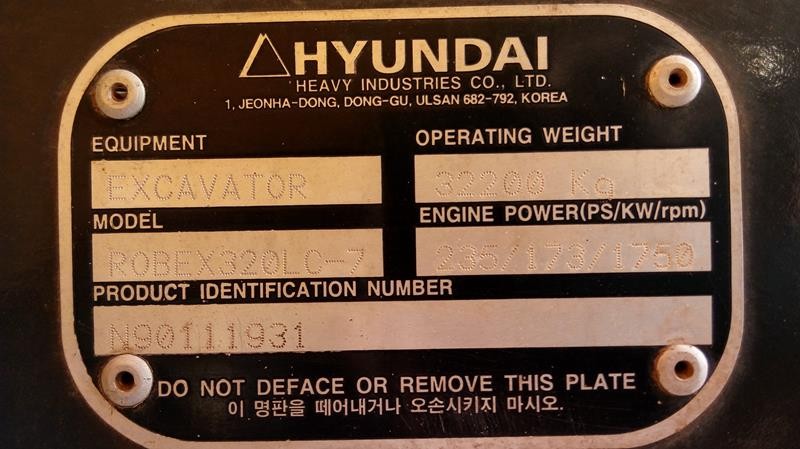 HYUNDAI
HEAVY INDUSTRIES CO., LTD.
1, JEONHA-DONG, DONG-GU, ULSAN 682-792, KOREA
EQUIPMENT
EXCAVATOR
OPERATING WEIGHT
32200 Kg
MODEL
ROBEX320LC-7
ENGINE POWER(PS/KW/rpm)
235/173/1750
PRODUCT IDENTIFICATION NUMBER
N90111931
DO NOT DEFACE OR REMOVE THIS PLATE
이 명판을 떼어내거나 오손시키지 마시오.